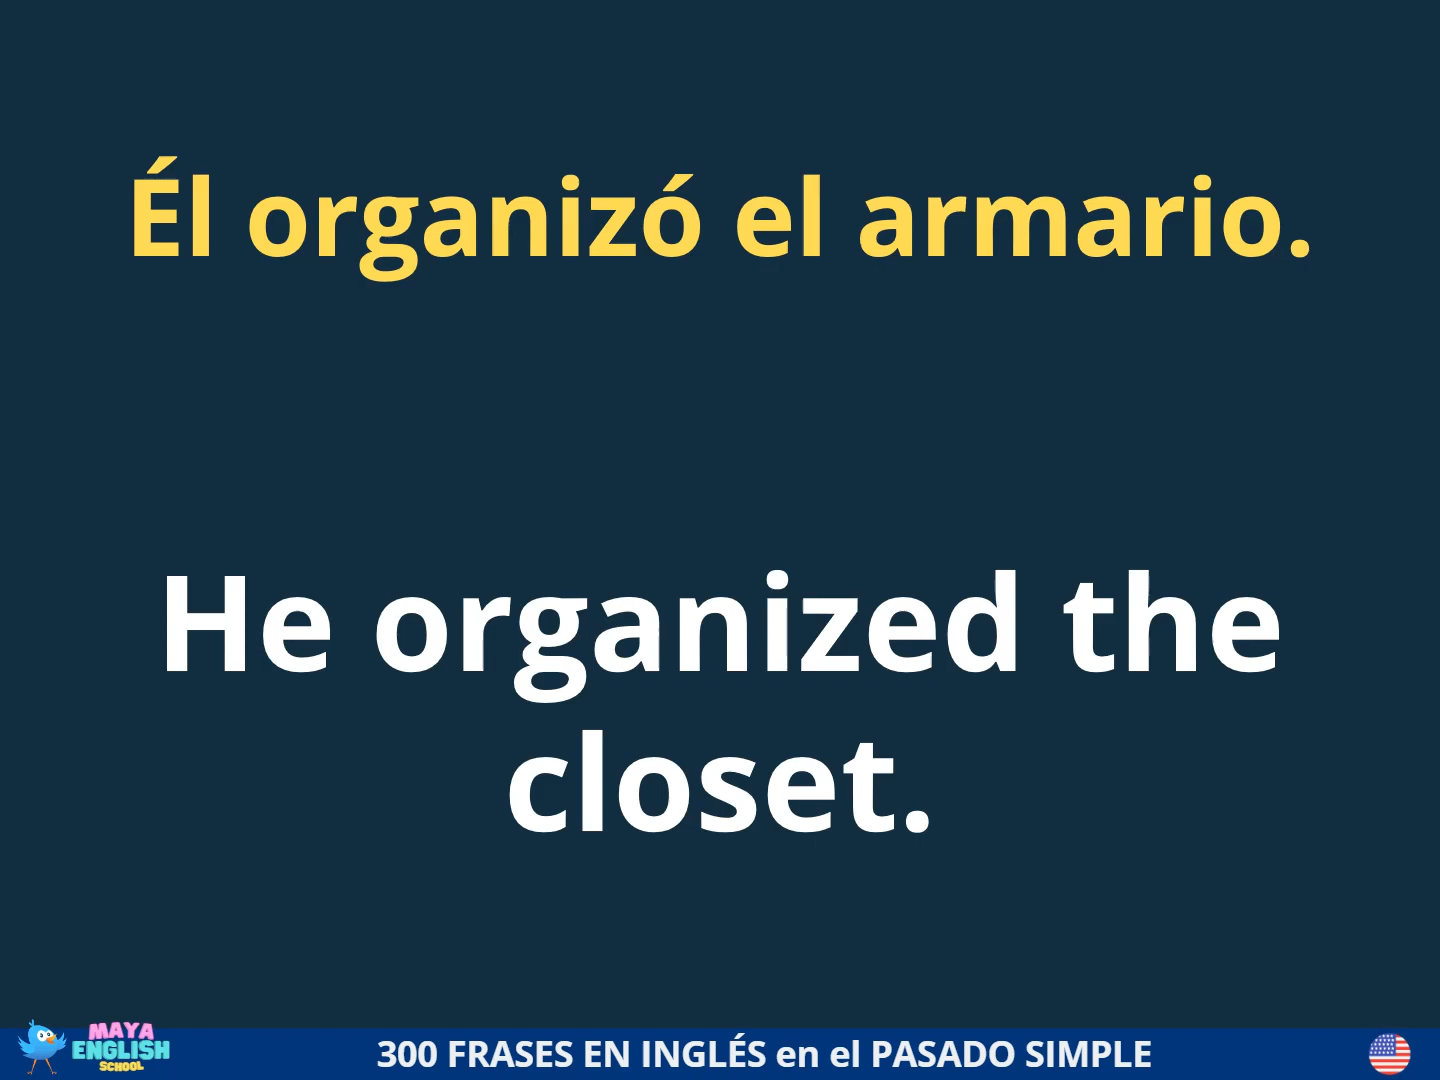 Él organizó el armario.
He organized the
closet.
MAYA
ENGLISH
SCHOOL
300 FRASES EN INGLÉS en el PASADO SIMPLE